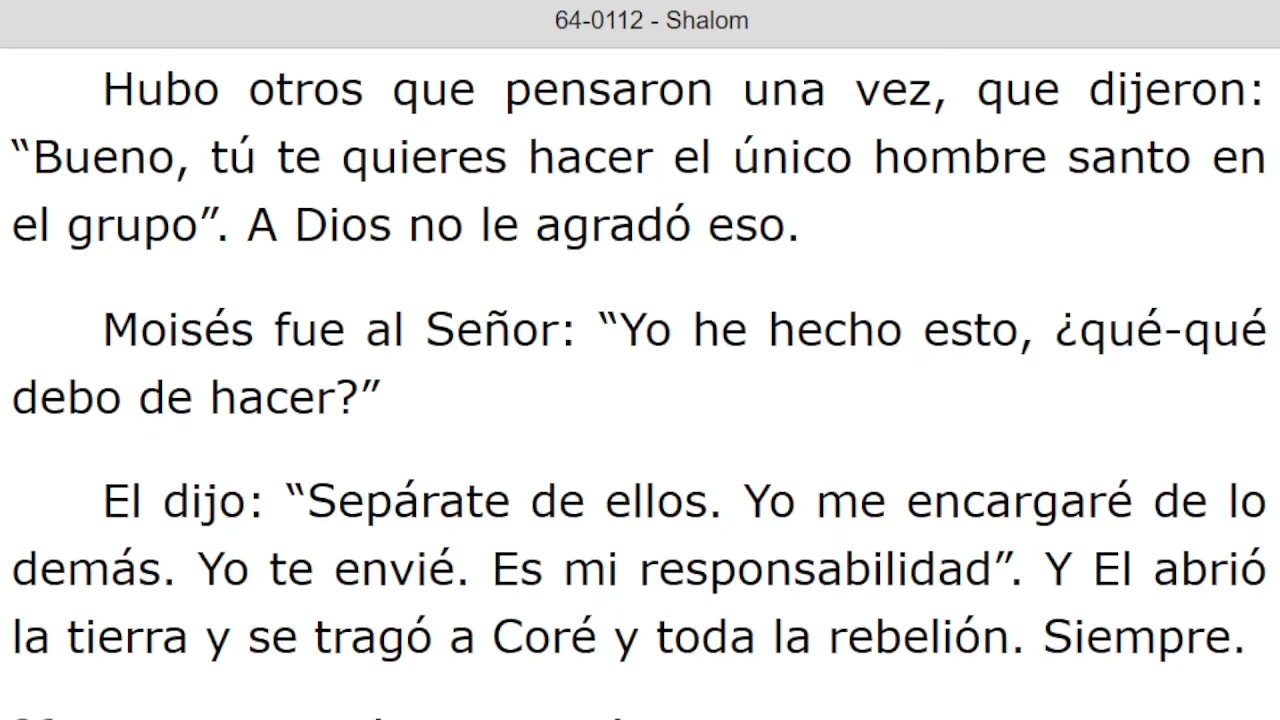 64-0112 - Shalom
Hubo otros que pensaron una vez, que dijeron:
“Bueno, tú te quieres hacer el único hombre santo en
el grupo”. A Dios no le agradó eso.
Moisés fue al Señor: “Yo he hecho esto, ¿qué-qué
debo de hacer?”
El dijo: “Sepárate de ellos. Yo me encargaré de lo
demás. Yo te envié. Es mi responsabilidad”. Y El abrió
la tierra y se tragó a Coré y toda la rebelión. Siempre.